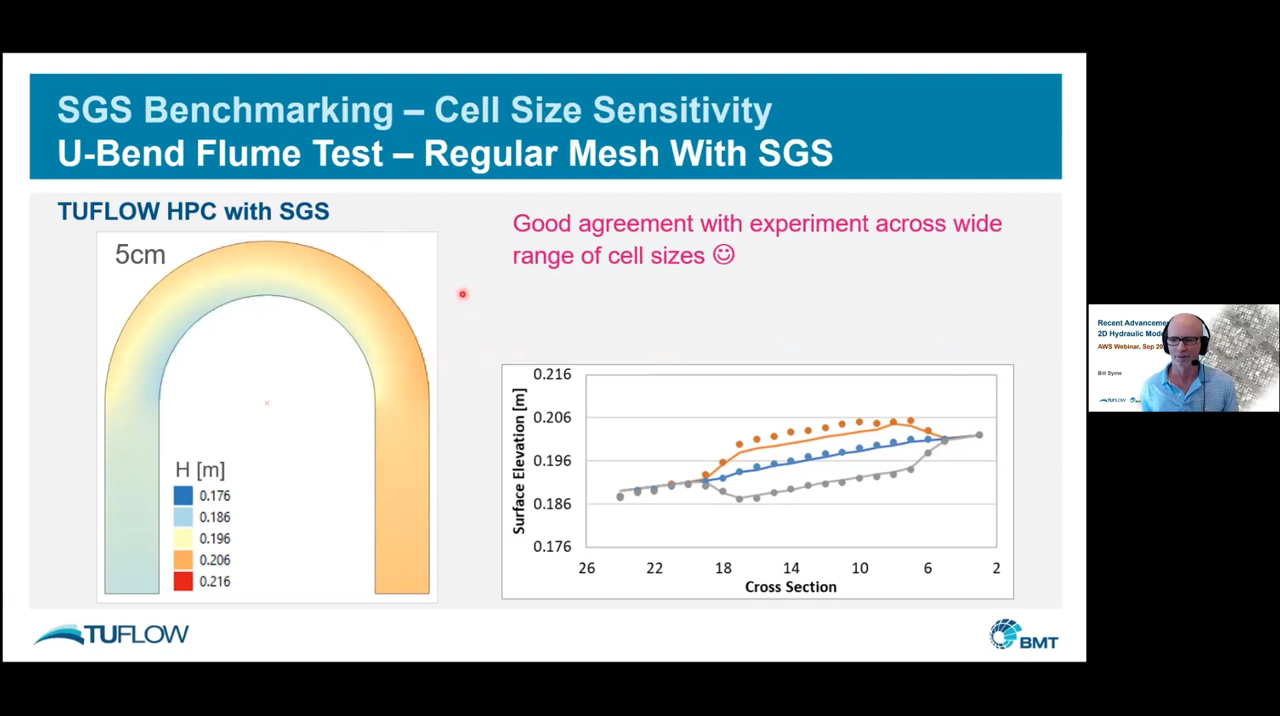 SGS Benchmarking – Cell Size Sensitivity
U-Bend Flume Test – Regular Mesh With SGS
TUFLOW HPC with SGS
5cm
H [m]
0.176
0.186
0.196
0.206
0.216
Good agreement with experiment across wide
range of cell sizes ☺
Surface Elevation [m]
0.216
0.206
0.196
0.186
0.176
26 22 18 14 10 6 2
Cross Section
TUFLOW
BMT
Recent Advanceme
2D Hydraulic Mod
AWS Webinar, Sep 20
Bill Syme
TUFLOW